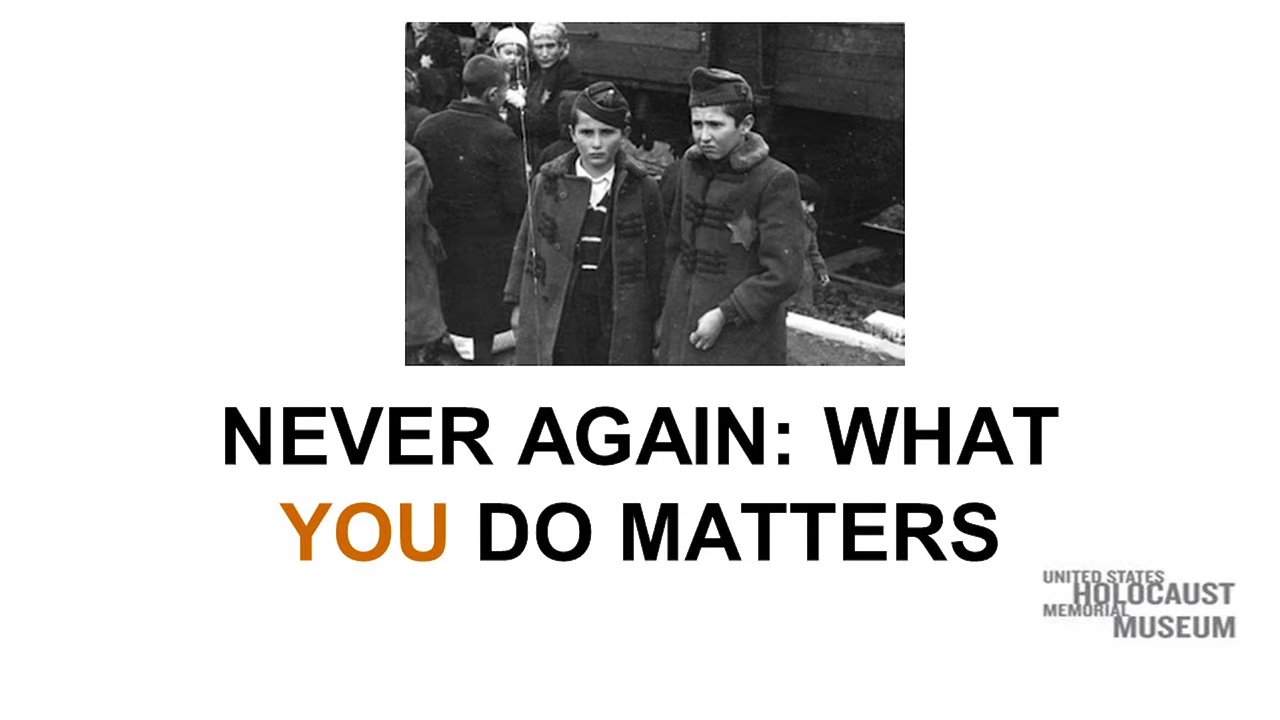 NEVER AGAIN: WHAT
YOU DO MATTERS
UNITED STATES
HOLOCAUST
MEMORIAL
MUSEUM